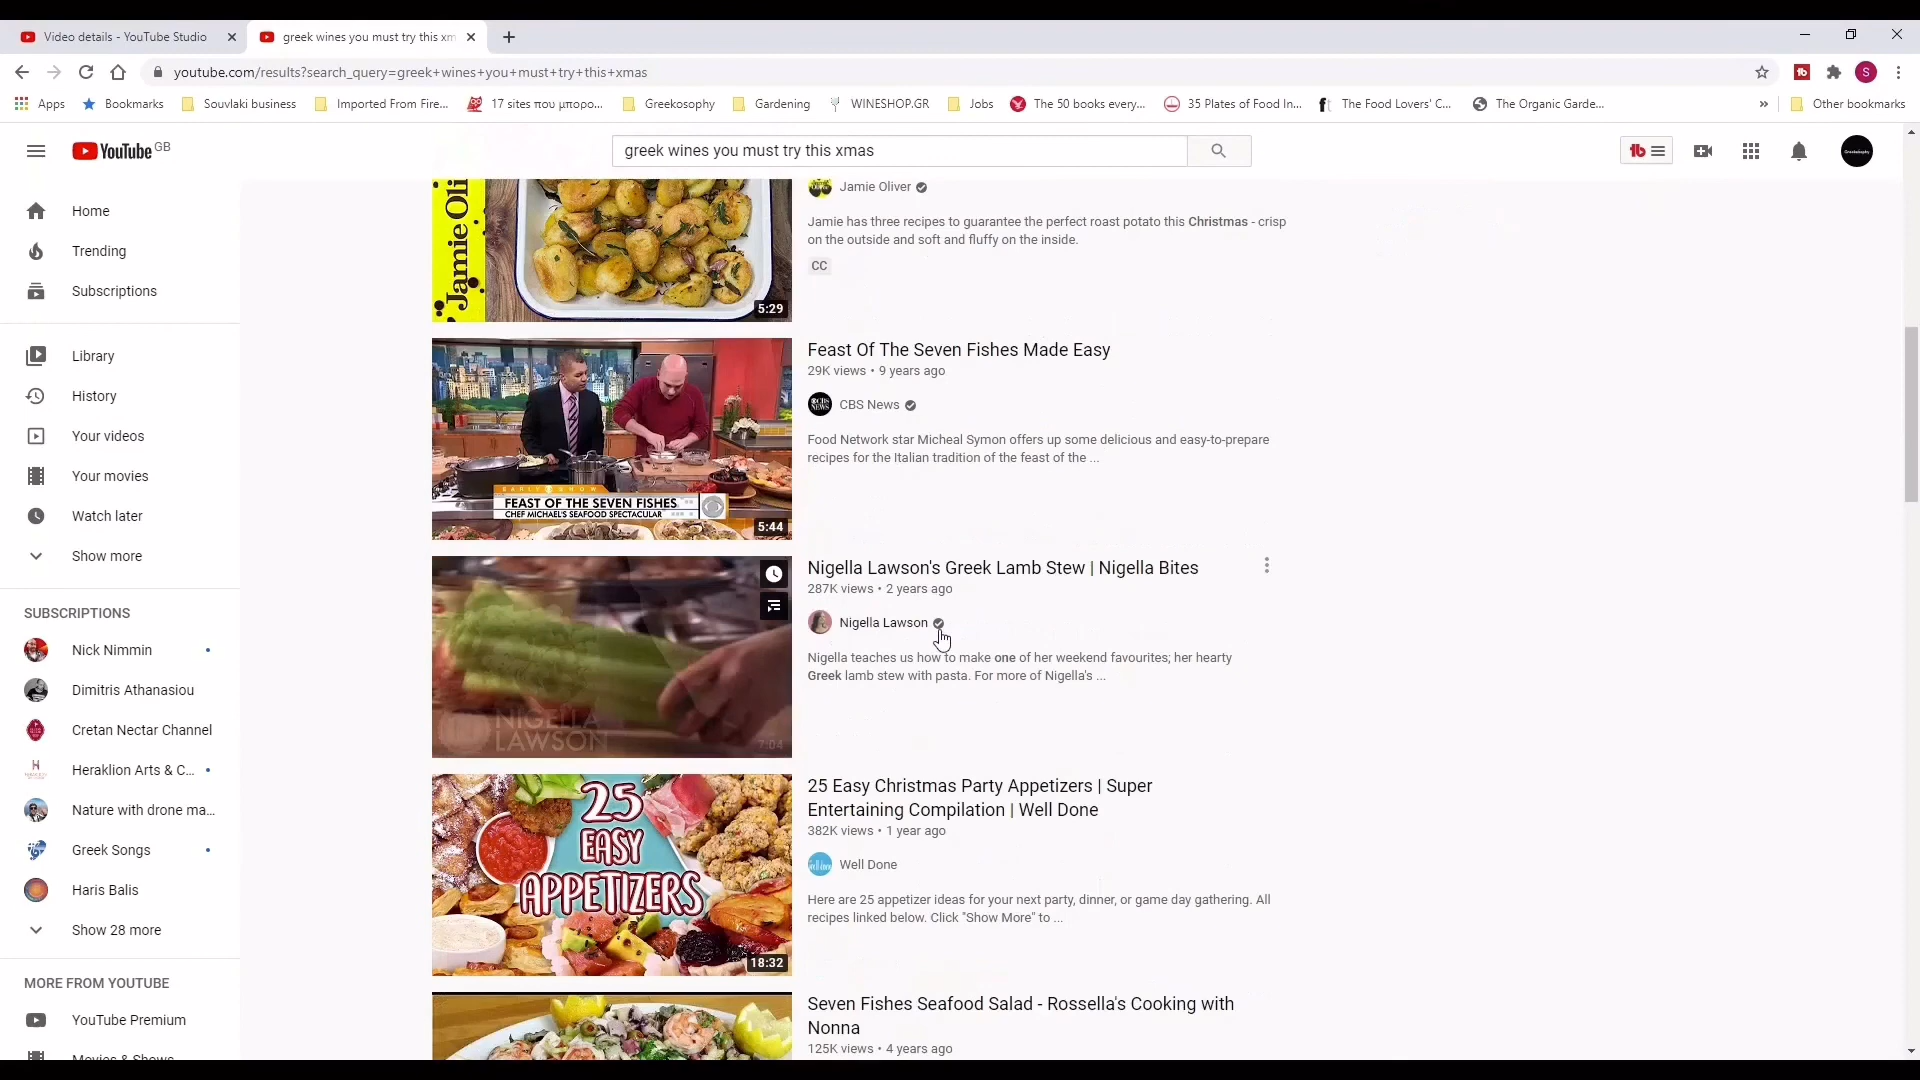 Video details - YouTube Studio
greek wines you must try this xm
youtube.com/results?search_query=greek+wines+you+must+try+this+xmas
S
Apps
Bookmarks
Souvlaki business
Imported From Fire...
17 sites που μπορο...
Greekosophy
Gardening
WINESHOP.GR
Jobs
The 50 books every...
35 Plates of Food In...
The Food Lovers' C...
The Organic Garde...
»
Other bookmarks
YouTube GB
greek wines you must try this xmas
Home
Trending
Subscriptions
Library
History
Your videos
Your movies
Watch later
Show more
SUBSCRIPTIONS
Nick Nimmin
Dimitris Athanasiou
Cretan Nectar Channel
Heraklion Arts & C...
Nature with drone ma...
Greek Songs
Haris Balis
Show 28 more
MORE FROM YOUTUBE
YouTube Premium
Movies & Shows
Jamie Oli
5:29
Jamie Oliver
Jamie has three recipes to guarantee the perfect roast potato this Christmas - crisp
on the outside and soft and fluffy on the inside.
CC
EARLY SHOW
FEAST OF THE SEVEN FISHES
CHEF MICHAEL'S SEAFOOD SPECTACULAR
5:44
Feast Of The Seven Fishes Made Easy
29K views • 9 years ago
CBS News
Food Network star Micheal Symon offers up some delicious and easy-to-prepare
recipes for the Italian tradition of the feast of the ...
NIGELLA
LAWSON
7:04
Nigella Lawson's Greek Lamb Stew | Nigella Bites
287K views • 2 years ago
Nigella Lawson
Nigella teaches us how to make one of her weekend favourites; her hearty
Greek lamb stew with pasta. For more of Nigella's ...
25
EASY
APPETIZERS
18:32
25 Easy Christmas Party Appetizers | Super
Entertaining Compilation | Well Done
382K views • 1 year ago
Well Done
Here are 25 appetizer ideas for your next party, dinner, or game day gathering. All
recipes linked below. Click "Show More" to ...
Seven Fishes Seafood Salad - Rossella's Cooking with
Nonna
125K views • 4 years ago